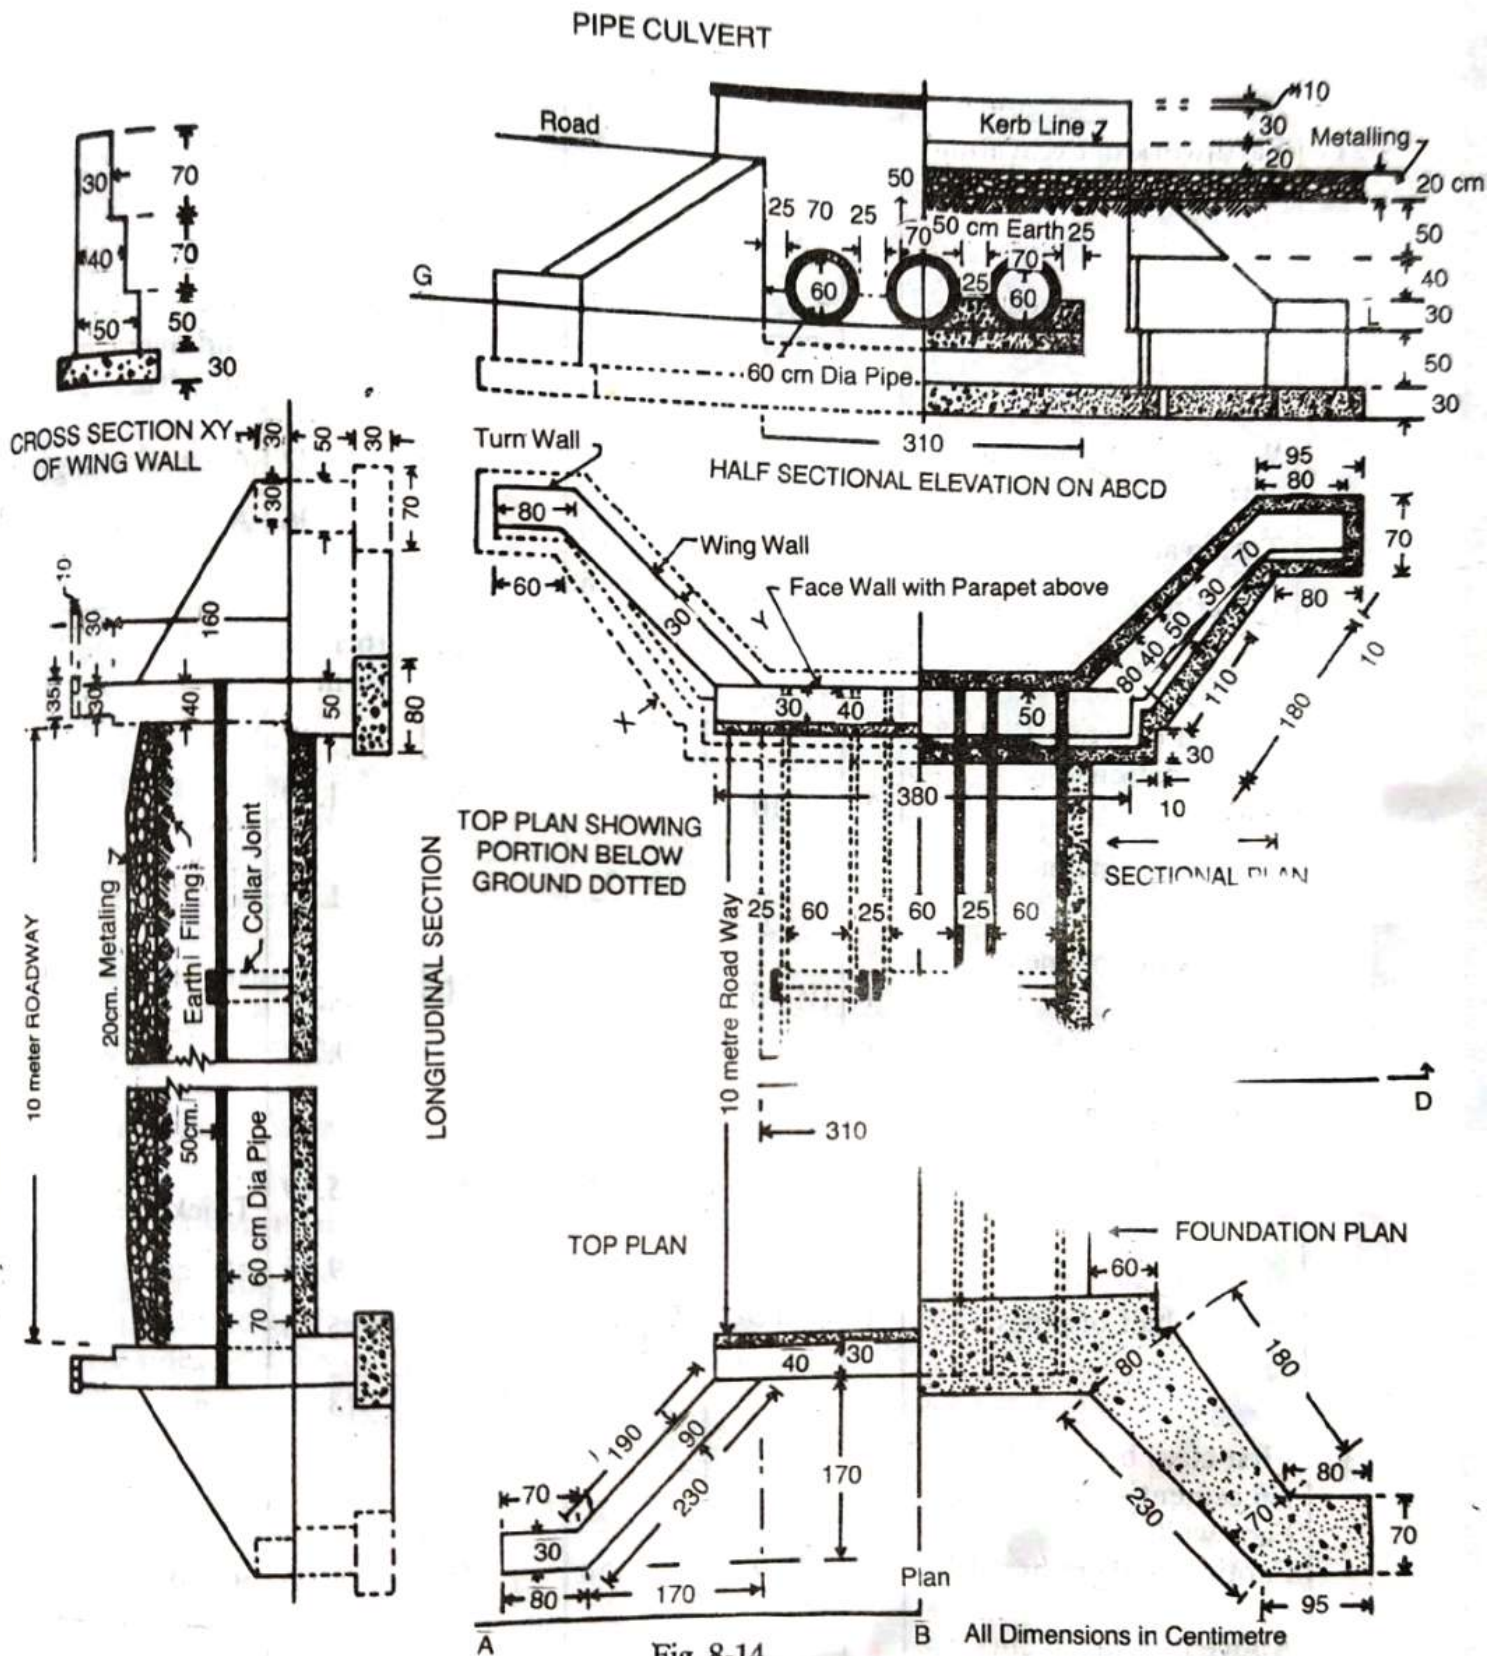 PIPE CULVERT
Road
Kerb Line
10
30
Metalling
20
20 cm
30
70
40
70
50
50
30
50
25 70 25
70
50 cm Earth 25
70
25
60
60
G
L
50
40
30
50
30
60 cm Dia Pipe
310
CROSS SECTION XY
OF WING WALL
HALF SECTIONAL ELEVATION ON ABCD
30
50
30
30
70
10
30
160
35
30
40
50
80
Turn Wall
80
60
Wing Wall
Face Wall with Parapet above
30
Y
X
30
40
50
95
80
70
70
30
50
40
80
80
110
180
10
30
10
380
TOP PLAN SHOWING
PORTION BELOW
GROUND DOTTED
SECTIONAL PLAN
10 meter ROADWAY
20cm. Metaling
Earth Filling
Collar Joint
LONGITUDINAL SECTION
10 metre Road Way
25 60 25 60 25 60
D
310
50cm.
60 cm Dia Pipe
60
70
TOP PLAN
FOUNDATION PLAN
60
40
30
80
180
190
90
230
170
70
30
80
170
80
70
70
230
95
Plan
A
B
All Dimensions in Centimetre
Fig. 8-14